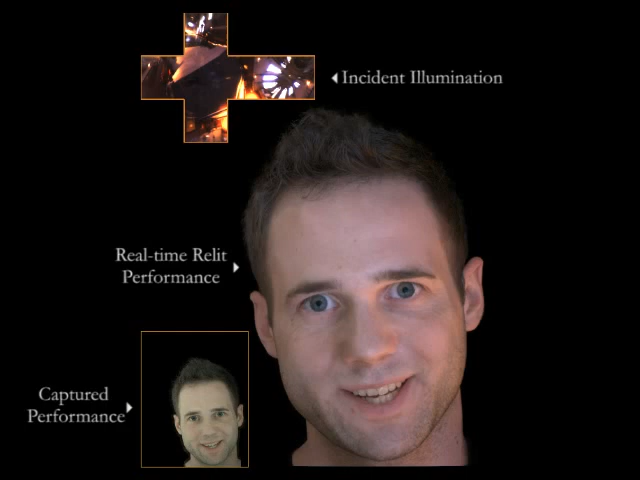 Incident Illumination
Real-time Relit
Performance
Captured
Performance